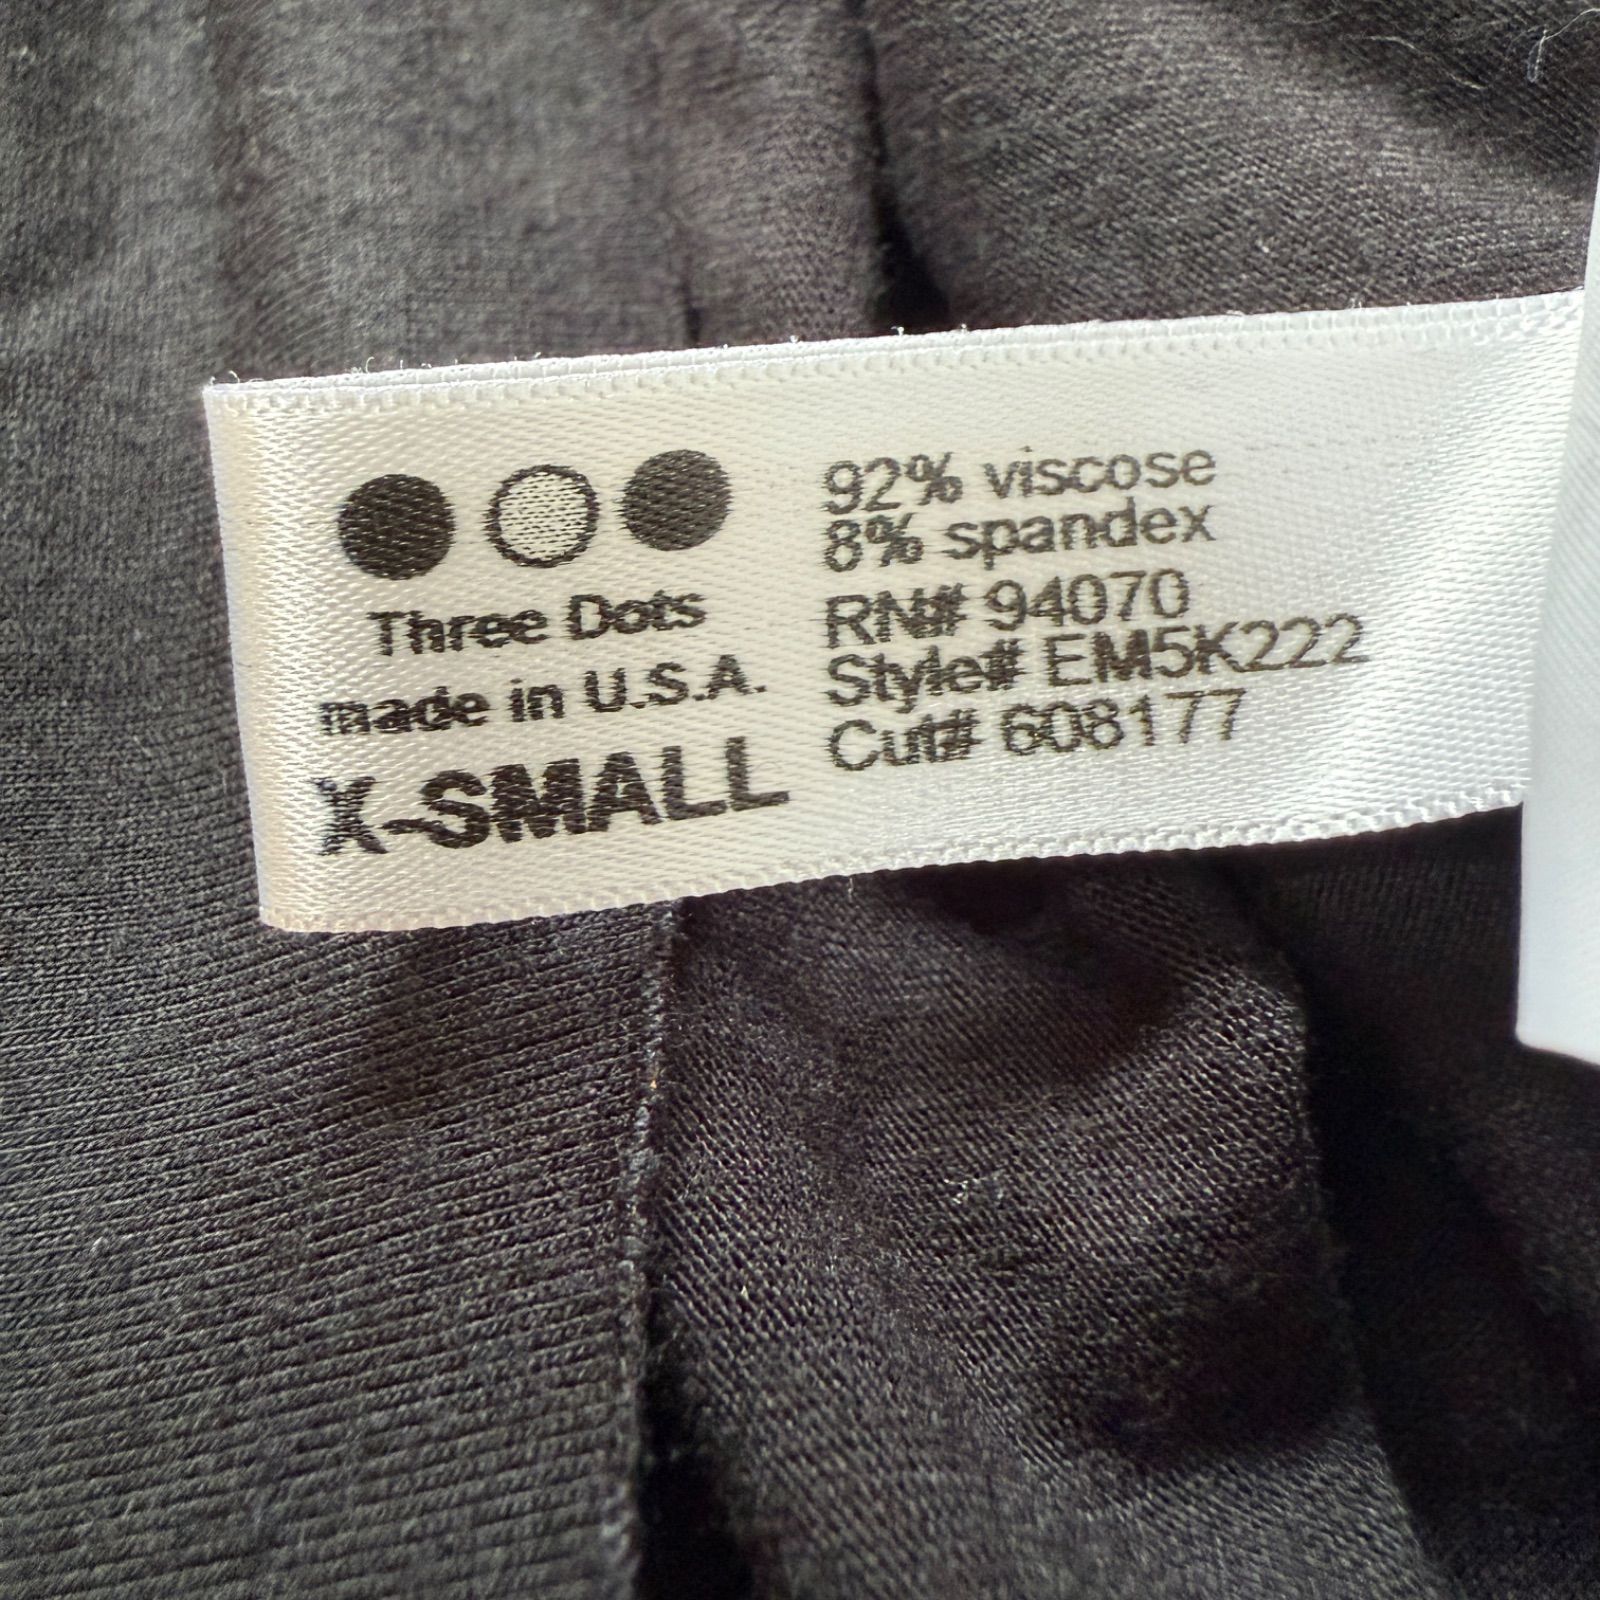 Three Dots
made in U.S.A.
X-SMALL
92% viscose
8% spandex
RN# 94070
Style# EM5K222
Cut# 608177